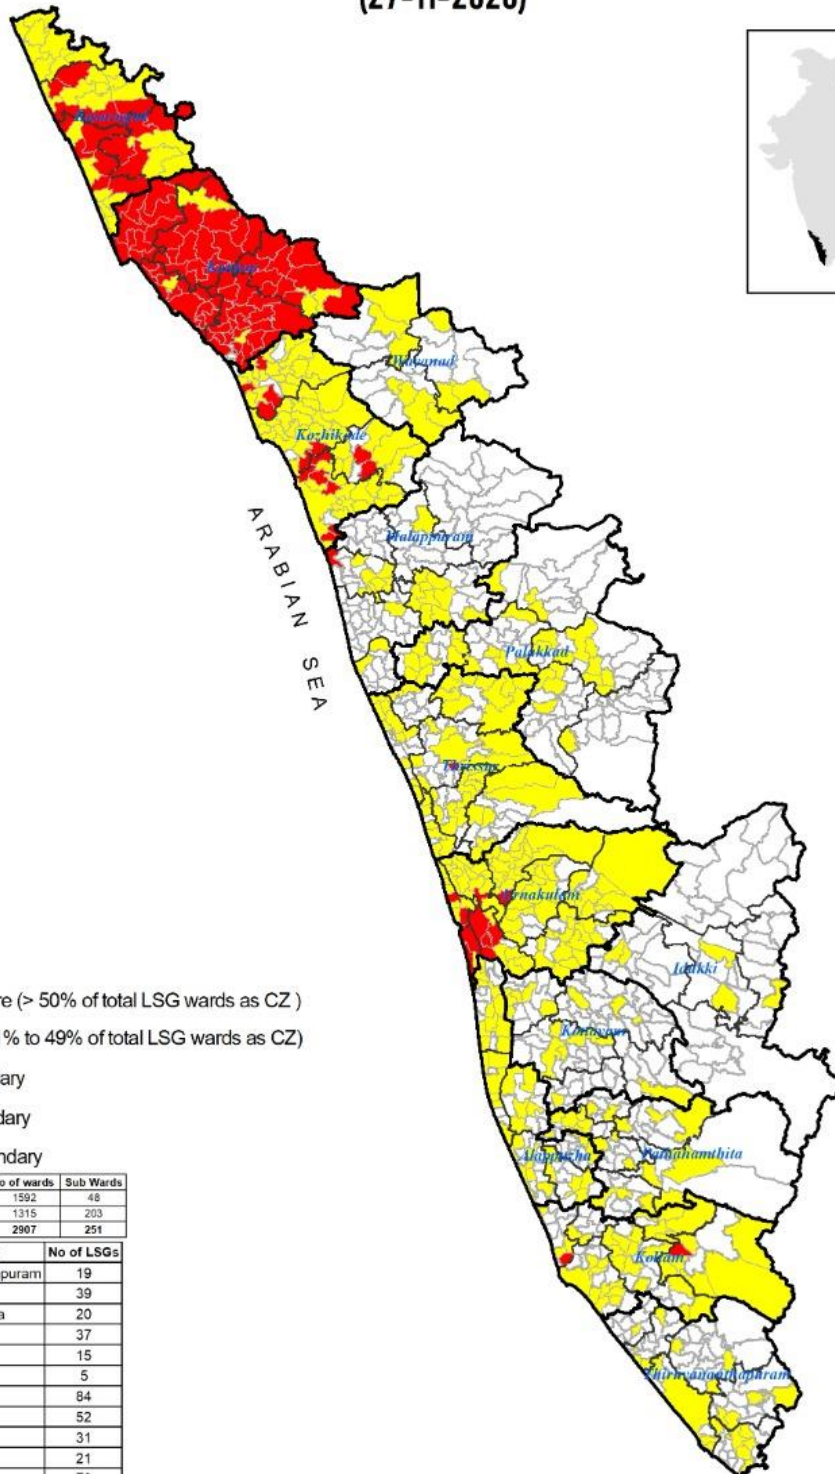 (27-11-2020)
Kasaragod
Kannur
Wayanad
Kozhikode
Malappuram
ARABIAN SEA
Palakkad
Thrissur
Ernakulam
Idukki
re (> 50% of total LSG wards as CZ )
% to 49% of total LSG wards as CZ)
Kottayam
ary
dary
ndary
Alappuzha
Pathanamthita
o of wards Sub Wards
1592 48
1315 203
2907 251
No of LSGs
puram 19
39
a 20
37
15
5
84
52
31
21
Kollam
Thiruvananthapuram